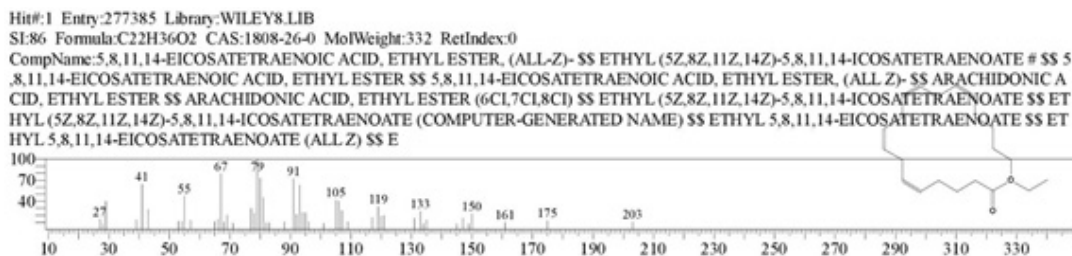 Hit#:1 Entry:277385 Library:WILEY8.LIB
SI:86 Formula:C22H36O2 CAS:1808-26-0 MolWeight:332 RetIndex:0
CompName:5,8,11,14-EICOSATETRAENOIC ACID, ETHYL ESTER, (ALL-Z)- $$ ETHYL (5Z,8Z,11Z,14Z)-5,8,11,14-ICOSATETRAENOATE # $$ 5
,8,11,14-EICOSATETRAENOIC ACID, ETHYL ESTER $$ 5,8,11,14-EICOSATETRAENOIC ACID, ETHYL ESTER, (ALL Z)- $$ ARACHIDONIC A
CID, ETHYL ESTER $$ ARACHIDONIC ACID, ETHYL ESTER (6CI,7CI,8CI) $$ ETHYL (5Z,8Z,11Z,14Z)-5,8,11,14-ICOSATETRAENOATE $$ ET
HYL (5Z,8Z,11Z,14Z)-5,8,11,14-ICOSATETRAENOATE (COMPUTER-GENERATED NAME) $$ ETHYL 5,8,11,14-EICOSATETRAENOATE $$ ET
HYL 5,8,11,14-EICOSATETRAENOATE (ALL Z) $$ E
100
80
60
40
27 41 55 67 79 91 105 119 133 150 161 175 203
O
O
10 30 50 70 90 110 130 150 170 190 210 230 250 270 290 310 330